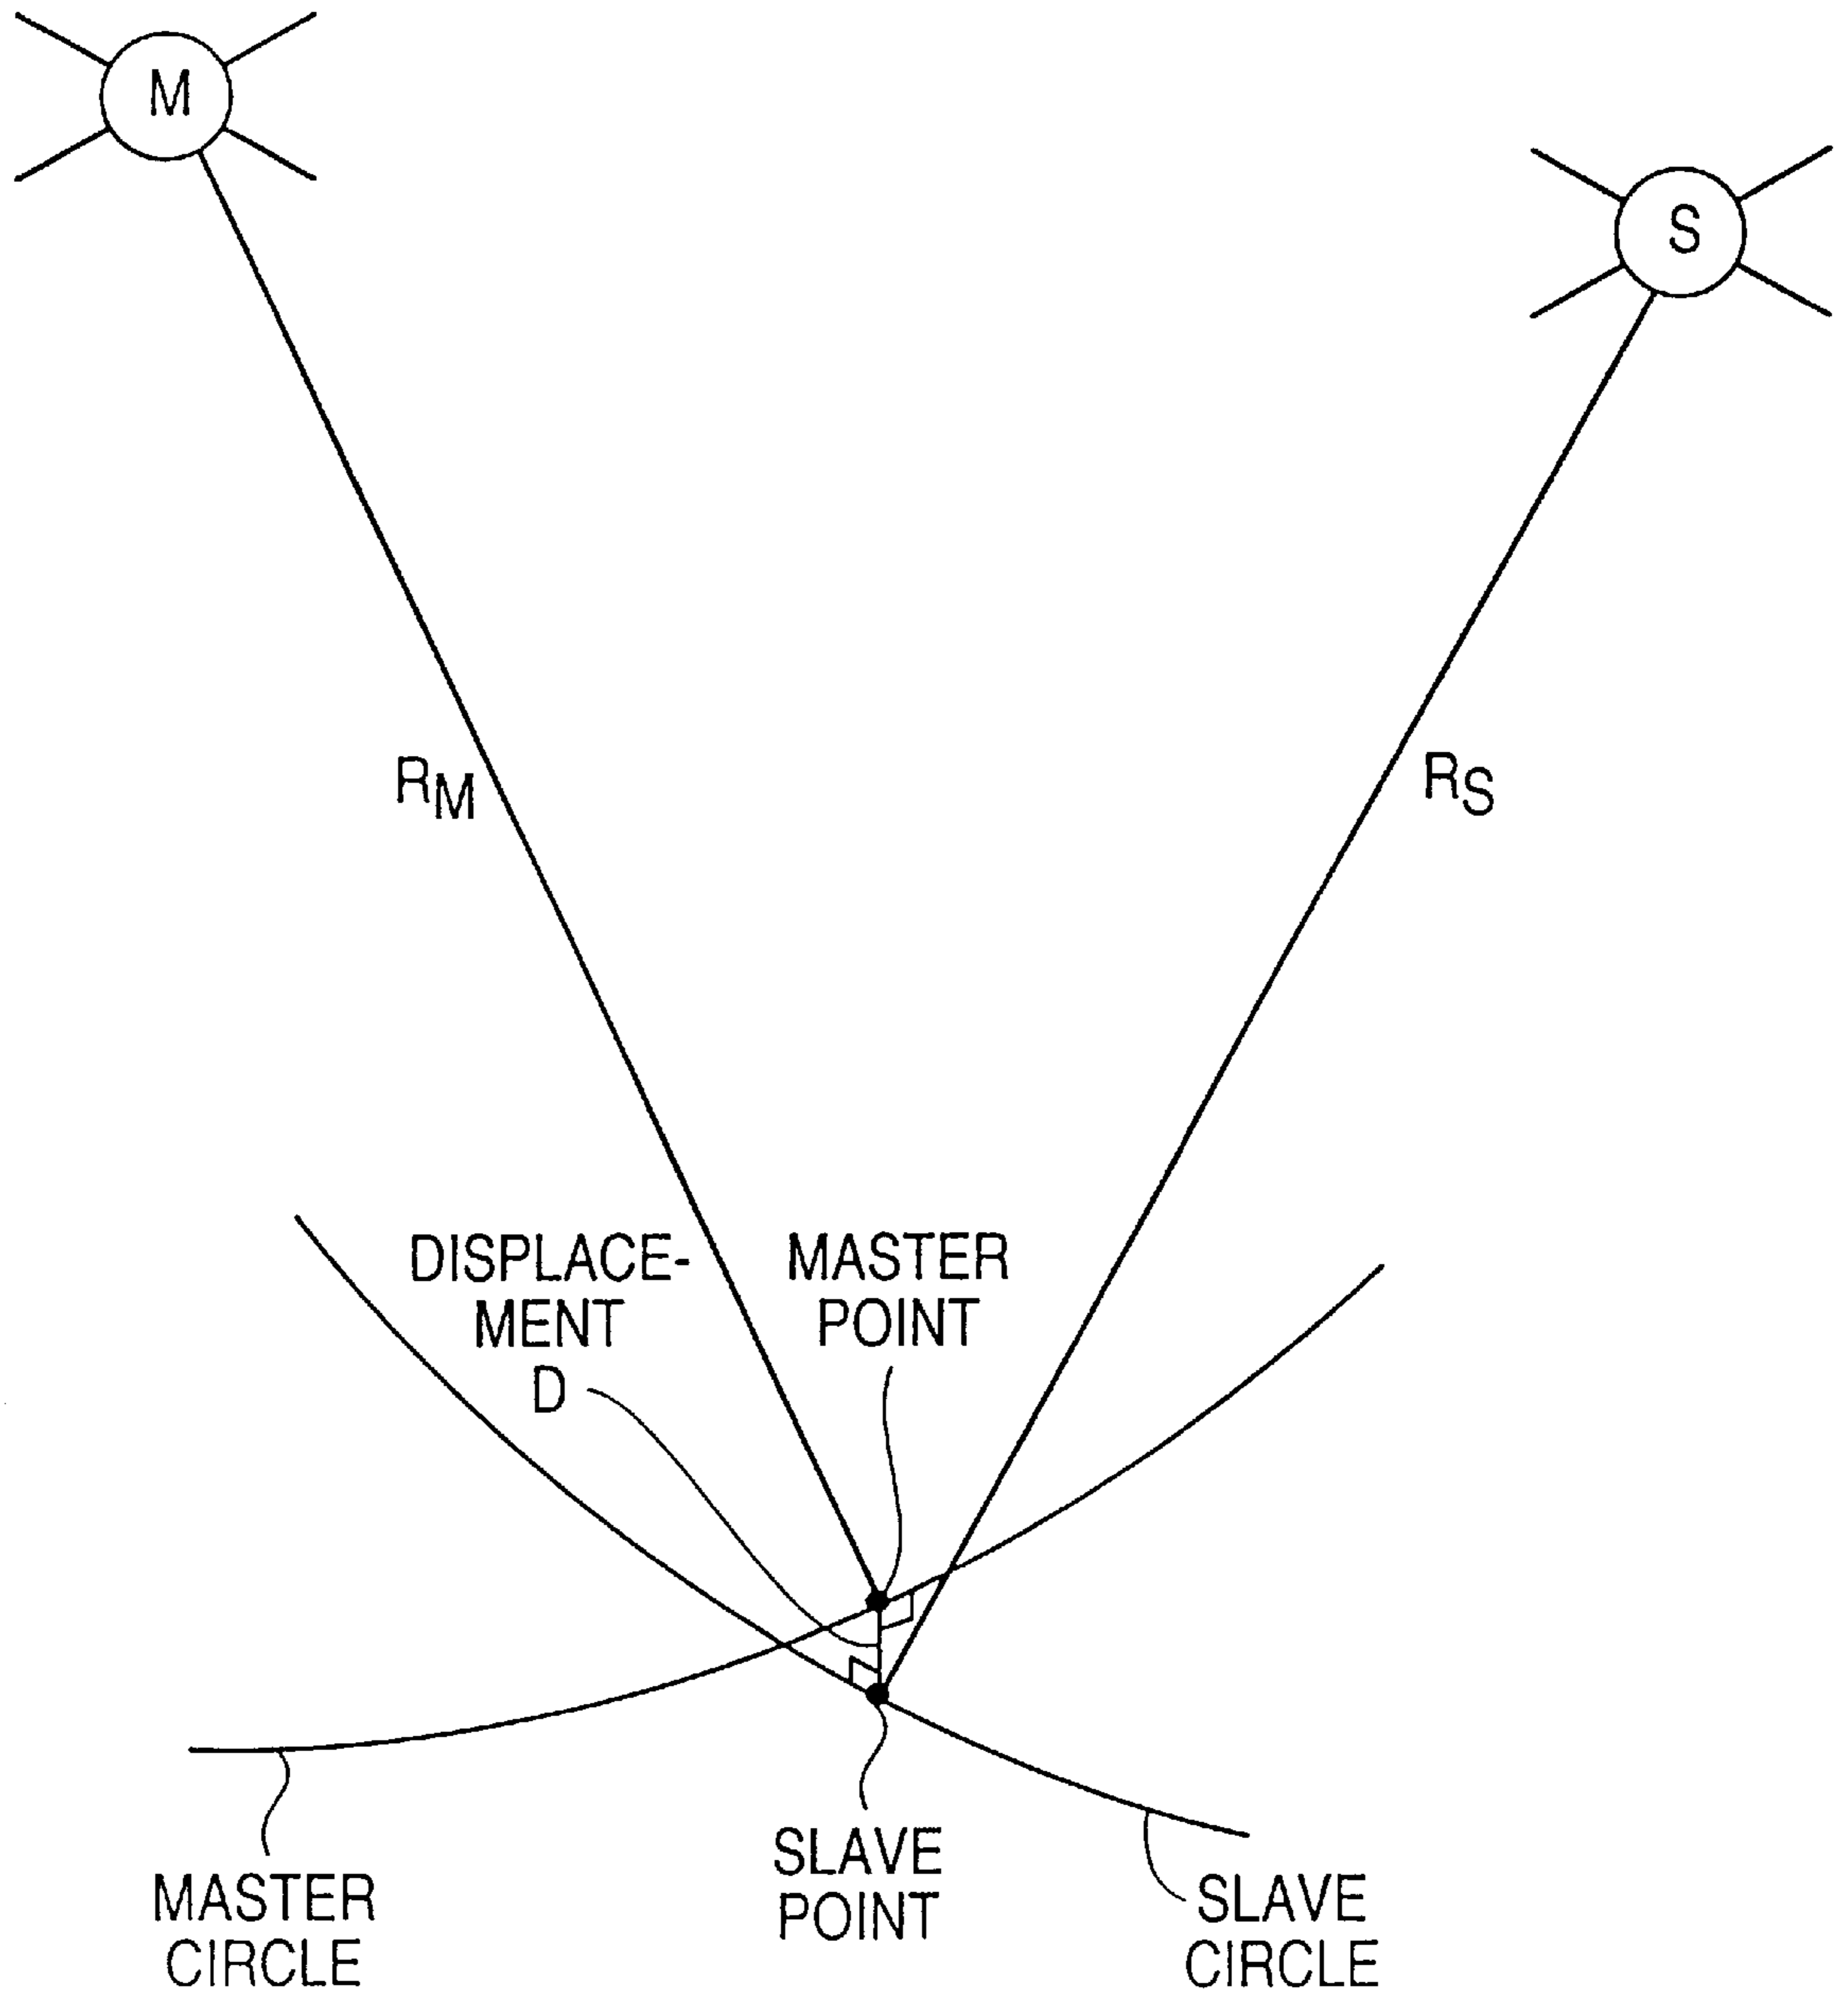 M
S
RM
RS
DISPLACE-
MENT
D
MASTER
POINT
MASTER
CIRCLE
SLAVE
POINT
SLAVE
CIRCLE